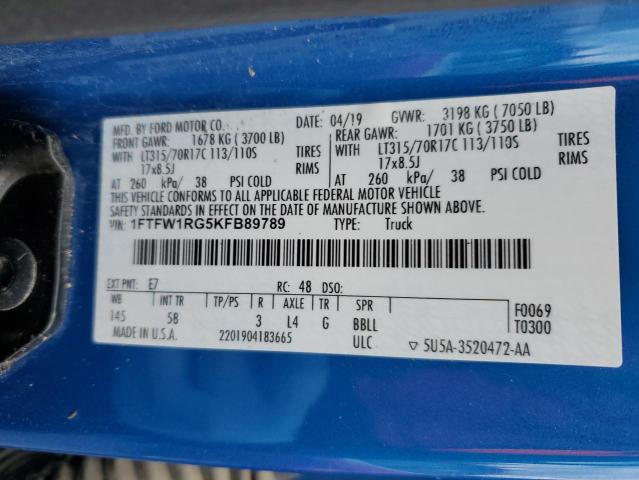 MFD. BY FORD MOTOR CO. DATE: 04/19 GVWR: 3198 KG ( 7050 LB)
FRONT GAWR: 1678 KG ( 3700 LB) REAR GAWR: 1701 KG ( 3750 LB)
WITH LT315/70R17C 113/110S TIRES WITH LT315/70R17C 113/110S TIRES
17x8.5J RIMS 17x8.5J RIMS
AT 260 kPa/ 38 PSI COLD AT 260 kPa/ 38 PSI COLD
THIS VEHICLE CONFORMS TO ALL APPLICABLE FEDERAL MOTOR VEHICLE
SAFETY STANDARDS IN EFFECT ON THE DATE OF MANUFACTURE SHOWN ABOVE.
VIN: 1FTFW1RG5KFB89789 TYPE: Truck
EXT PNT: E7 RC: 48 DSO:
WB INT TR TP/PS R AXLE TR SPR F0069
145 5B 3 L4 G BBLL T0300
MADE IN U.S.A. 2201904183665 ULC ▽ 5U5A-3520472-AA